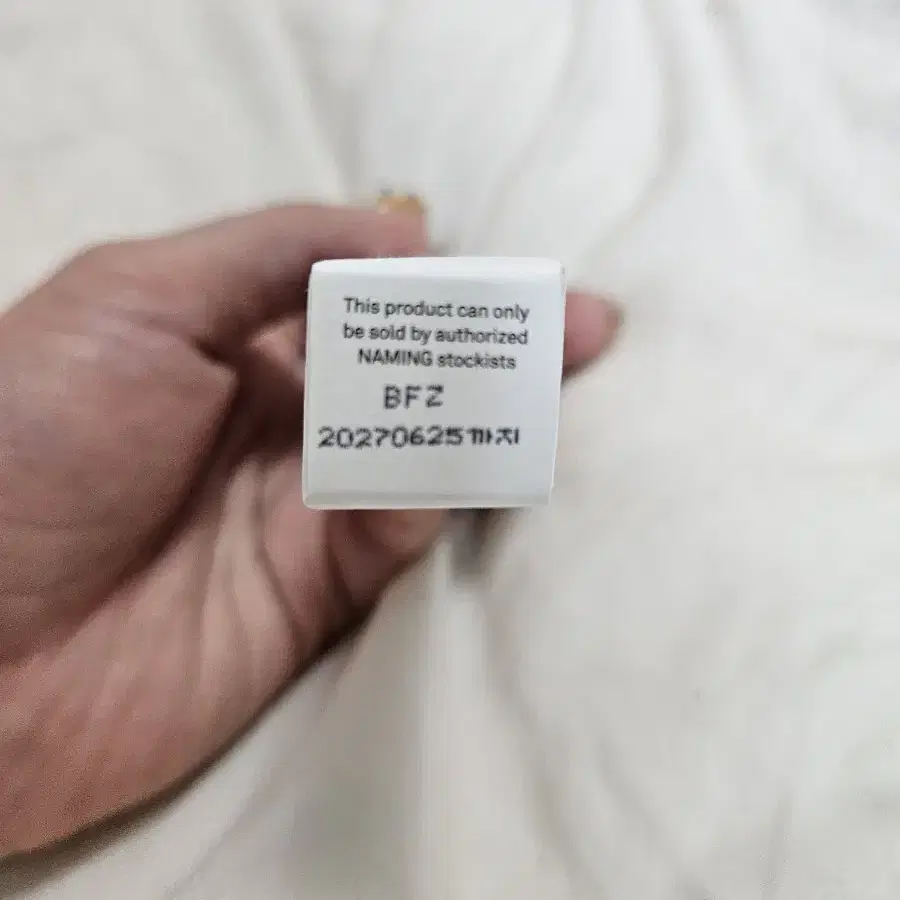 This product can only
be sold by authorized
NAMING stockists
BFZ
20270625까지